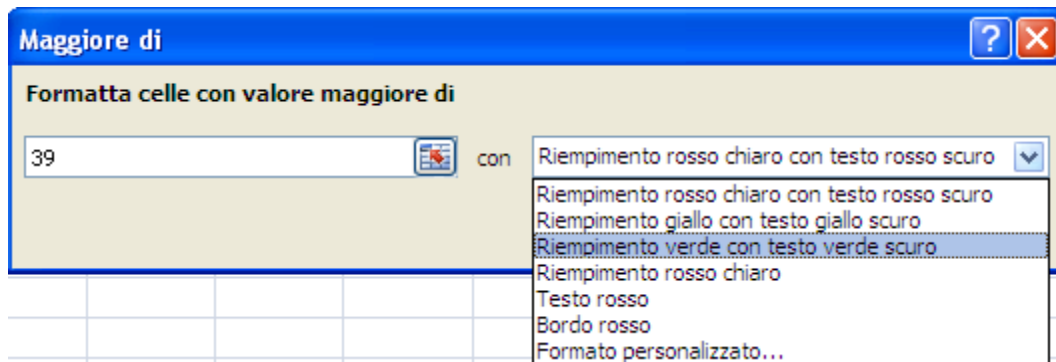 Maggiore di
Formatta celle con valore maggiore di
39 con Riempimento rosso chiaro con testo rosso scuro
Riempimento rosso chiaro con testo rosso scuro
Riempimento giallo con testo giallo scuro
Riempimento verde con testo verde scuro
Riempimento rosso chiaro
Testo rosso
Bordo rosso
Formato personalizzato...